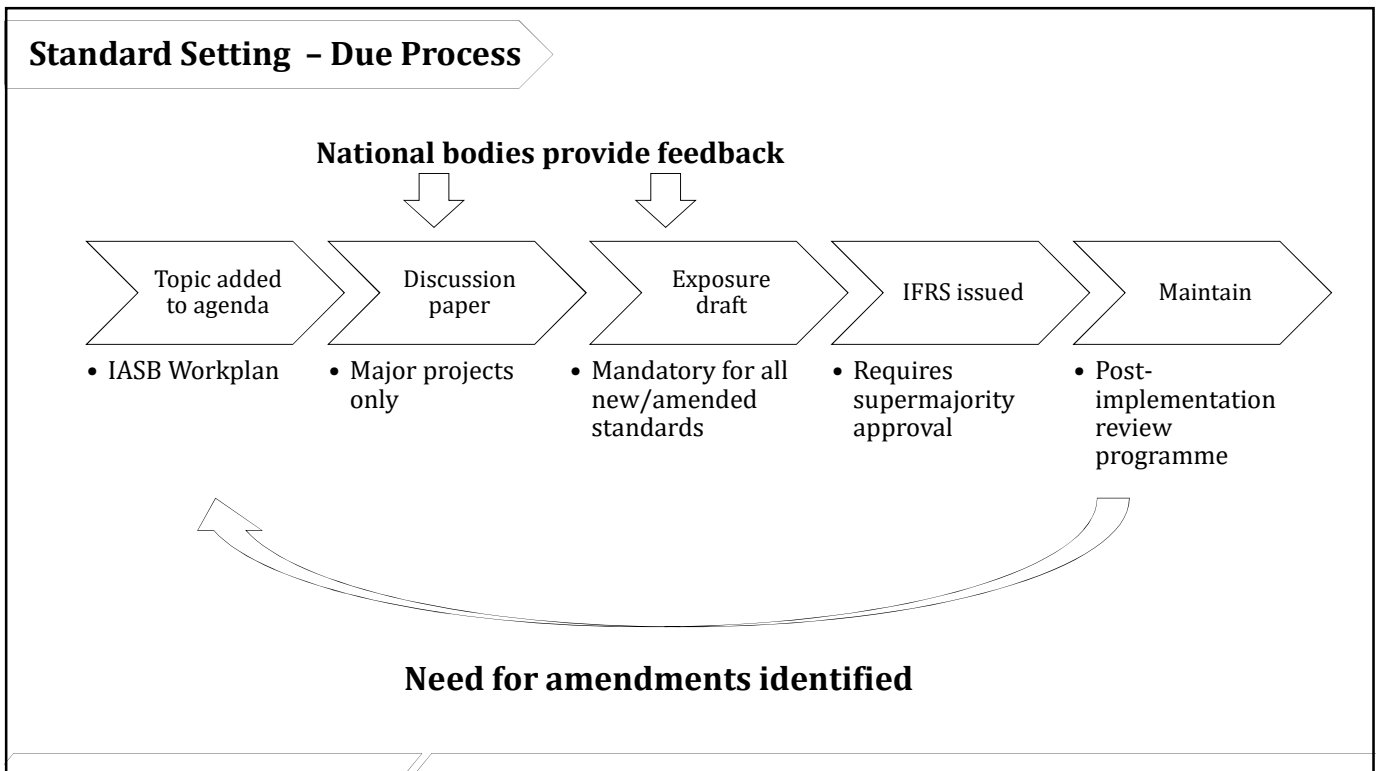 Standard Setting – Due Process
National bodies provide feedback
Topic added
to agenda
Discussion
paper
Exposure
draft
IFRS issued
Maintain
• IASB Workplan
• Major projects
only
• Mandatory for all
new/amended
standards
• Requires
supermajority
approval
• Post-
implementation
review
programme
Need for amendments identified